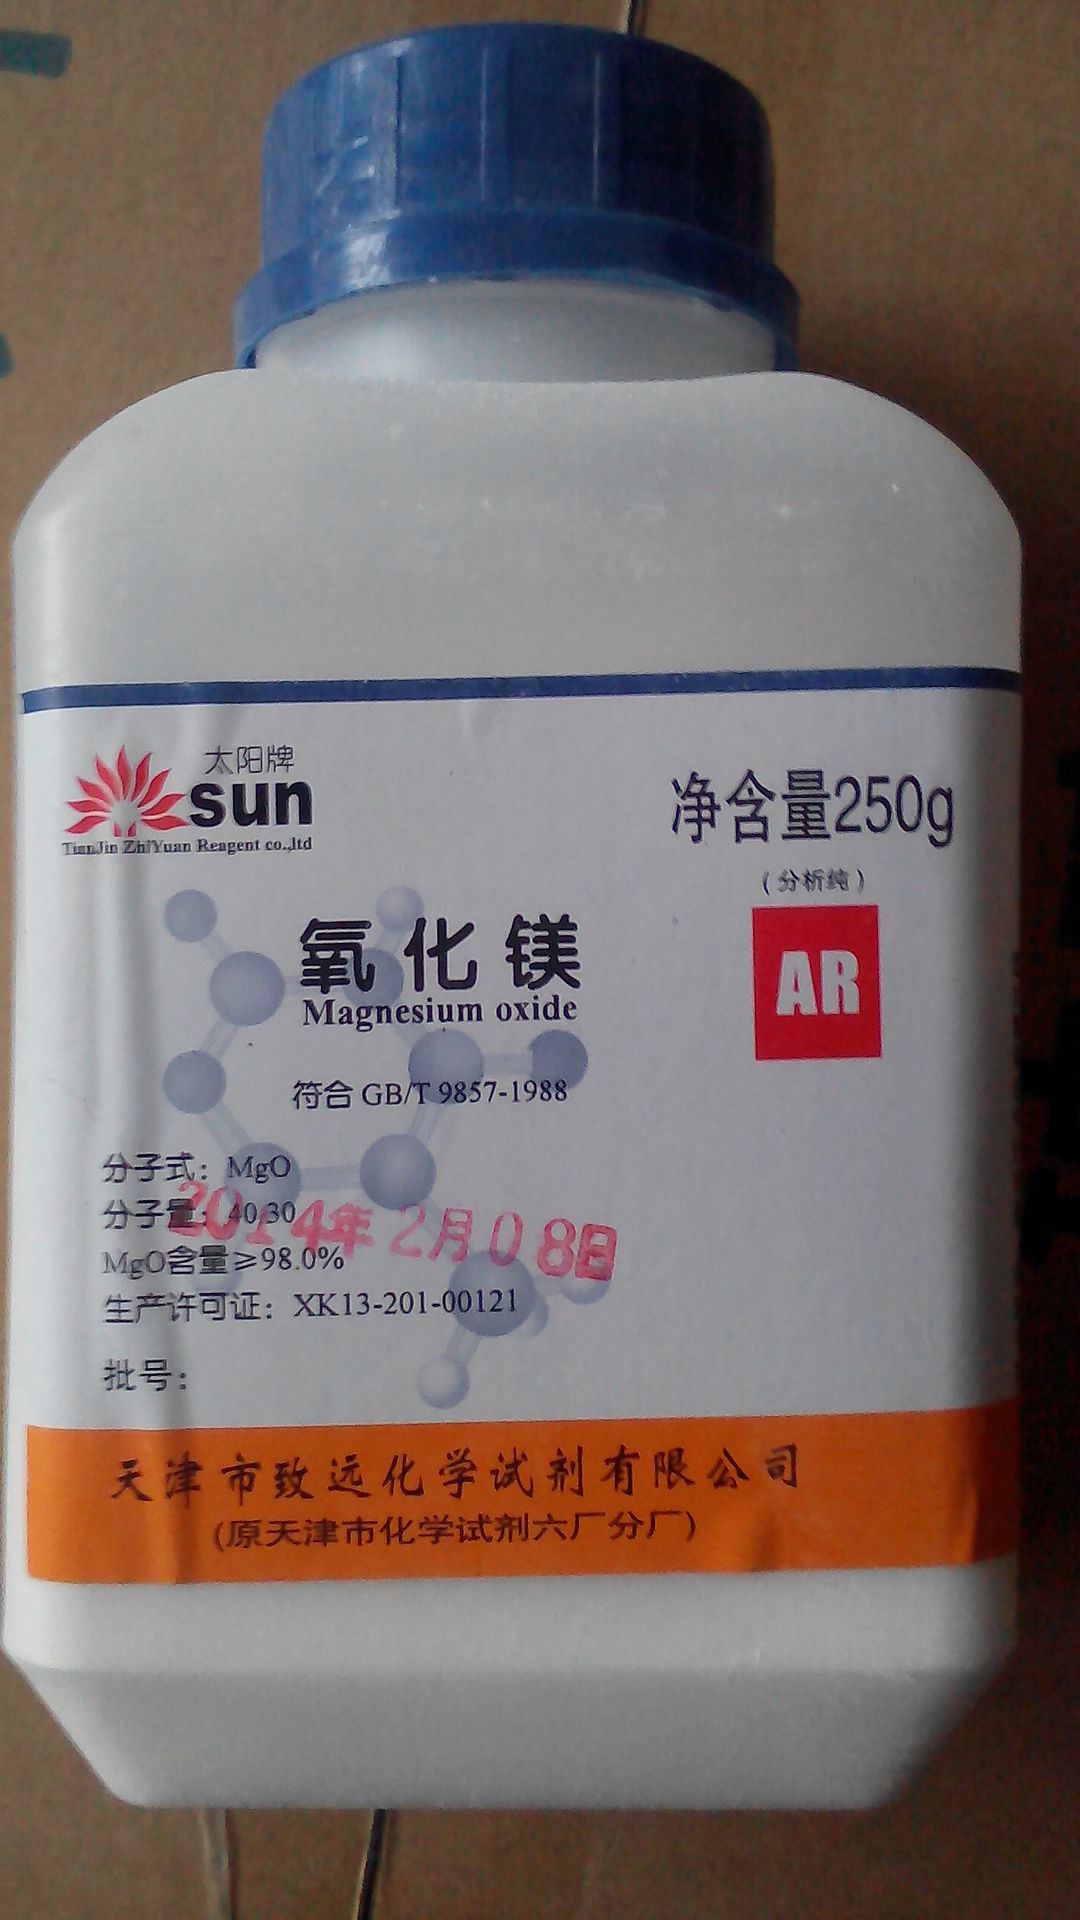 太阳牌
sun
TianJin ZhiYuan Reagent co.,ltd
净含量250g
(分析纯)
AR
氧化镁
Magnesium oxide
符合 GB/T 9857-1988
分子式：MgO
分子量：40.30
2014年2月08日
MgO含量≥98.0%
生产许可证：XK13-201-00121
批号：
天津市致远化学试剂有限公司
(原天津市化学试剂六厂分厂)